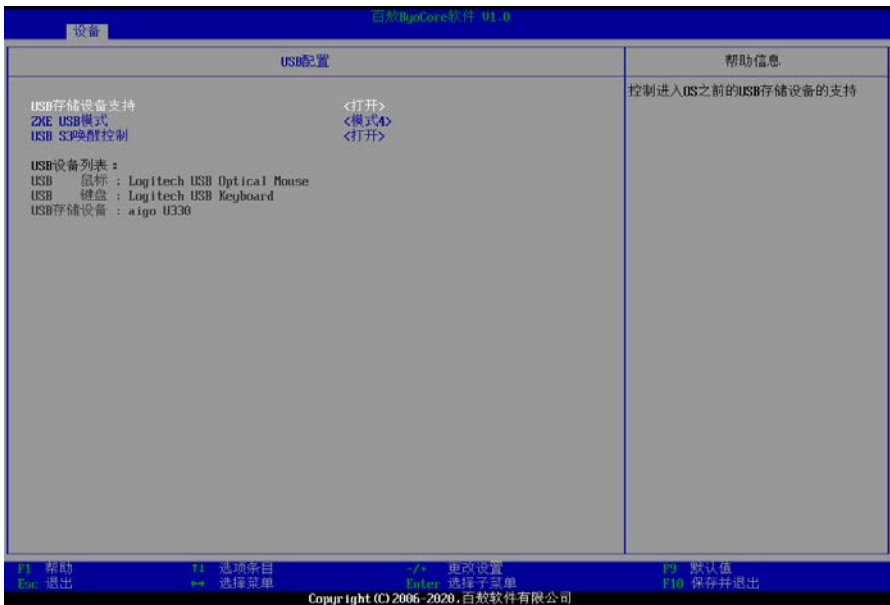 百敖ByoCore软件 V1.0
设备
USB配置
帮助信息
USB存储设备支持 <打开>
控制进入OS之前的USB存储设备的支持
ZXE USB模式 <模式4>
USB S3唤醒控制 <打开>
USB设备列表:
USB 鼠标 : Logitech USB Optical Mouse
USB 键盘 : Logitech USB Keyboard
USB存储设备 : aigo U330
F1 帮助 ↑↓ 选项条目 -/+ 更改设置 F9 默认值
Esc 退出 ↔ 选择菜单 Enter 选择子菜单 F10 保存并退出
Copyright (C) 2006-2020,百敖软件有限公司